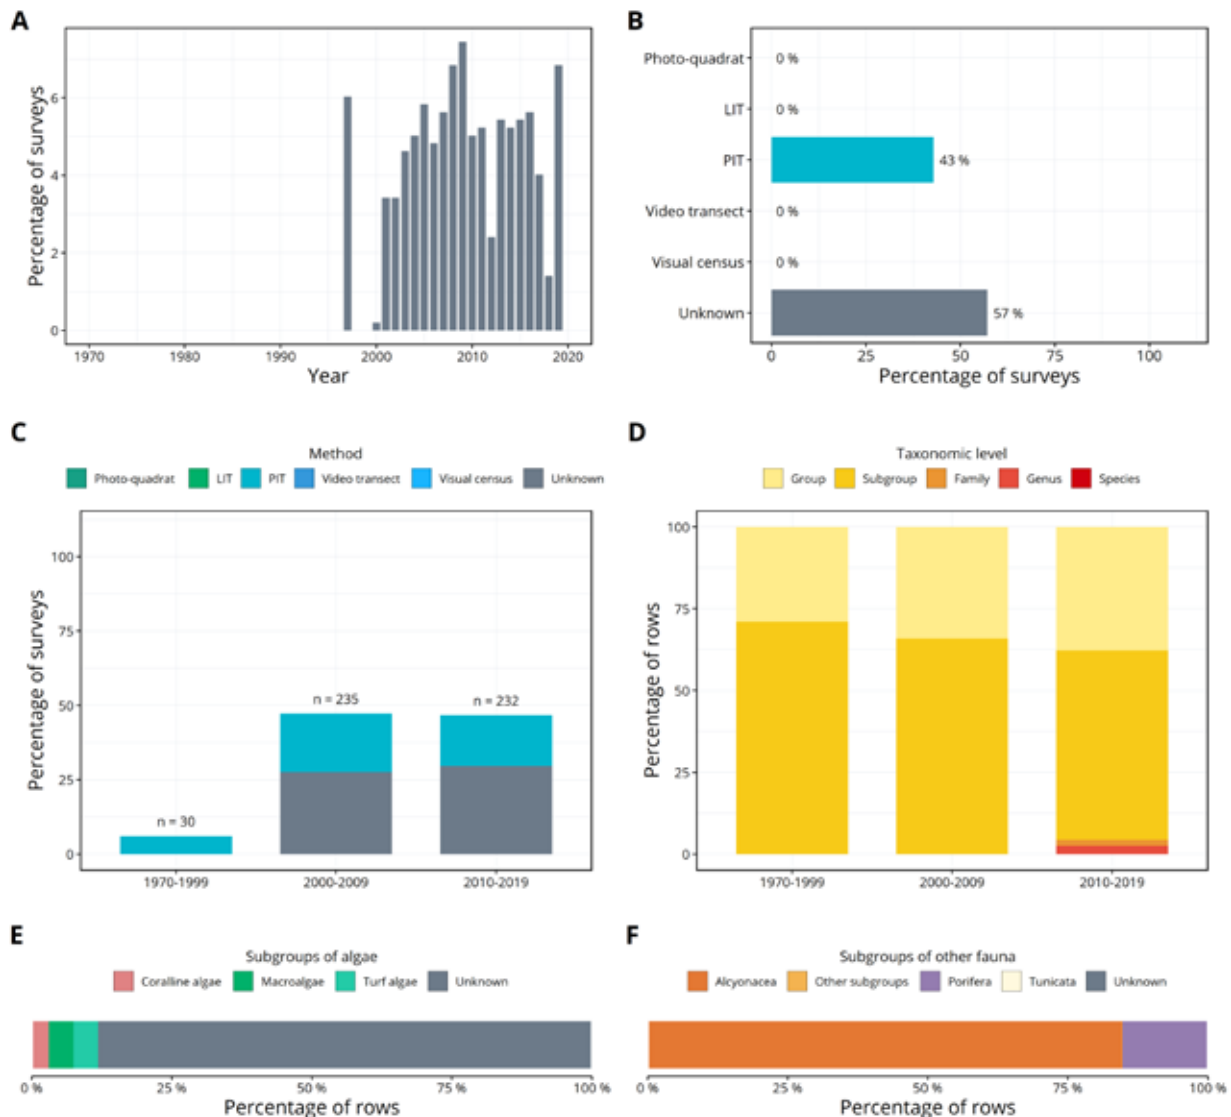 A
Percentage of surveys
6
4
2
0
1970 1980 1990 2000 2010 2020
Year
B
Photo-quadrat 0 %
LIT 0 %
PIT 43 %
Video transect 0 %
Visual census 0 %
Unknown 57 %
0 25 50 75 100
Percentage of surveys
C
Method
Photo-quadrat LIT PIT Video transect Visual census Unknown
Percentage of surveys
100
75
50
25
0
n = 30
n = 235
n = 232
1970-1999 2000-2009 2010-2019
D
Taxonomic level
Group Subgroup Family Genus Species
Percentage of rows
100
75
50
25
0
1970-1999 2000-2009 2010-2019
E
Subgroups of algae
Coralline algae Macroalgae Turf algae Unknown
0 % 25 % 50 % 75 % 100 %
Percentage of rows
F
Subgroups of other fauna
Alcyonacea Other subgroups Porifera Tunicata Unknown
0 % 25 % 50 % 75 % 100 %
Percentage of rows